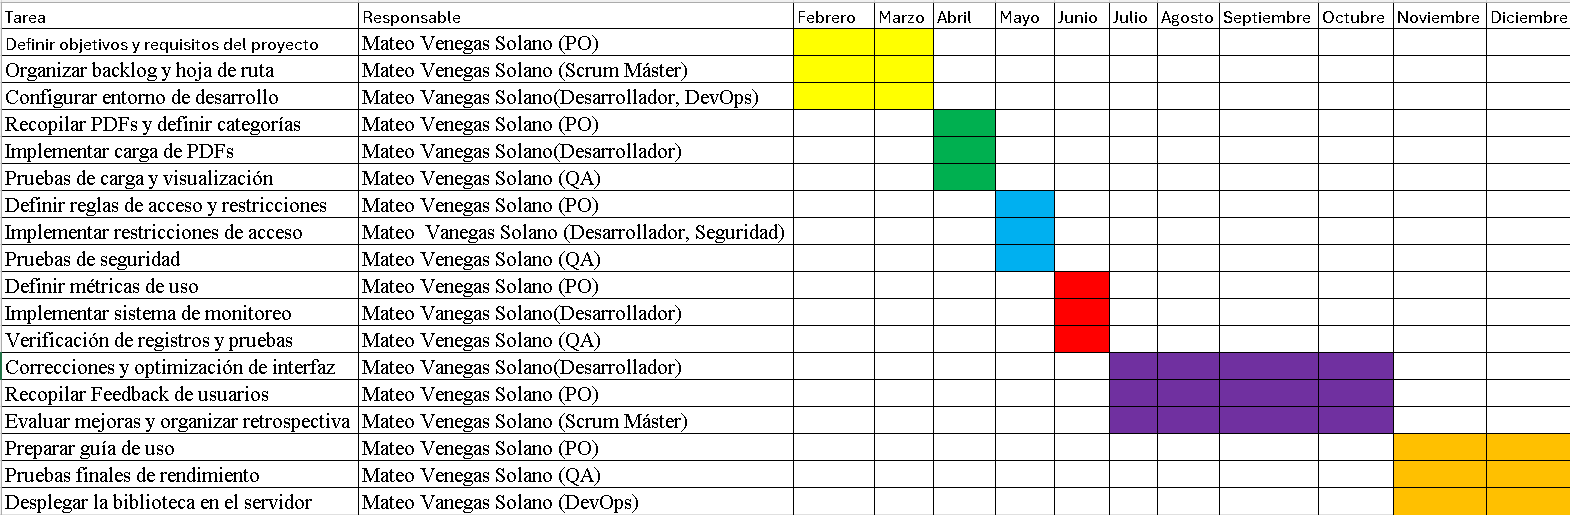 Tarea Responsable Febrero Marzo Abril Mayo Junio Julio Agosto Septiembre Octubre Noviembre Diciembre
Definir objetivos y requisitos del proyecto Mateo Venegas Solano (PO)
Organizar backlog y hoja de ruta Mateo Venegas Solano (Scrum Máster)
Configurar entorno de desarrollo Mateo Vanegas Solano(Desarrollador, DevOps)
Recopilar PDFs y definir categorías Mateo Venegas Solano (PO)
Implementar carga de PDFs Mateo Vanegas Solano(Desarrollador)
Pruebas de carga y visualización Mateo Venegas Solano (QA)
Definir reglas de acceso y restricciones Mateo Venegas Solano (PO)
Implementar restricciones de acceso Mateo  Vanegas Solano (Desarrollador, Seguridad)
Pruebas de seguridad Mateo Venegas Solano (QA)
Definir métricas de uso Mateo Venegas Solano (PO)
Implementar sistema de monitoreo Mateo Vanegas Solano(Desarrollador)
Verificación de registros y pruebas Mateo Venegas Solano (QA)
Correcciones y optimización de interfaz Mateo Vanegas Solano(Desarrollador)
Recopilar Feedback de usuarios Mateo Venegas Solano (PO)
Evaluar mejoras y organizar retrospectiva Mateo Venegas Solano (Scrum Máster)
Preparar guía de uso Mateo Venegas Solano (PO)
Pruebas finales de rendimiento Mateo Venegas Solano (QA)
Desplegar la biblioteca en el servidor Mateo Vanegas Solano (DevOps)